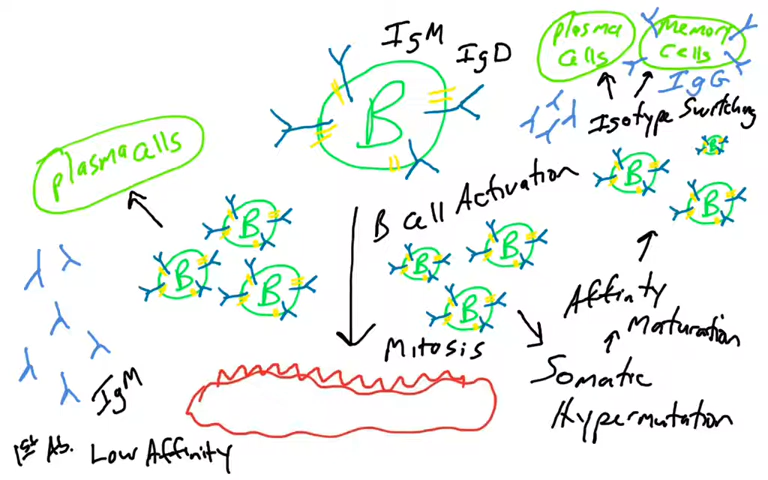 IgM
IgD
B
plasma
cells
memory
cells
IgG
Isotype Switching
plasma cells
B Cell Activation
B
B
B
B
B
B
B
B
B
Mitosis
Affinty
Maturation
Somatic
Hypermutation
IgM
1st Ab. Low Affinity